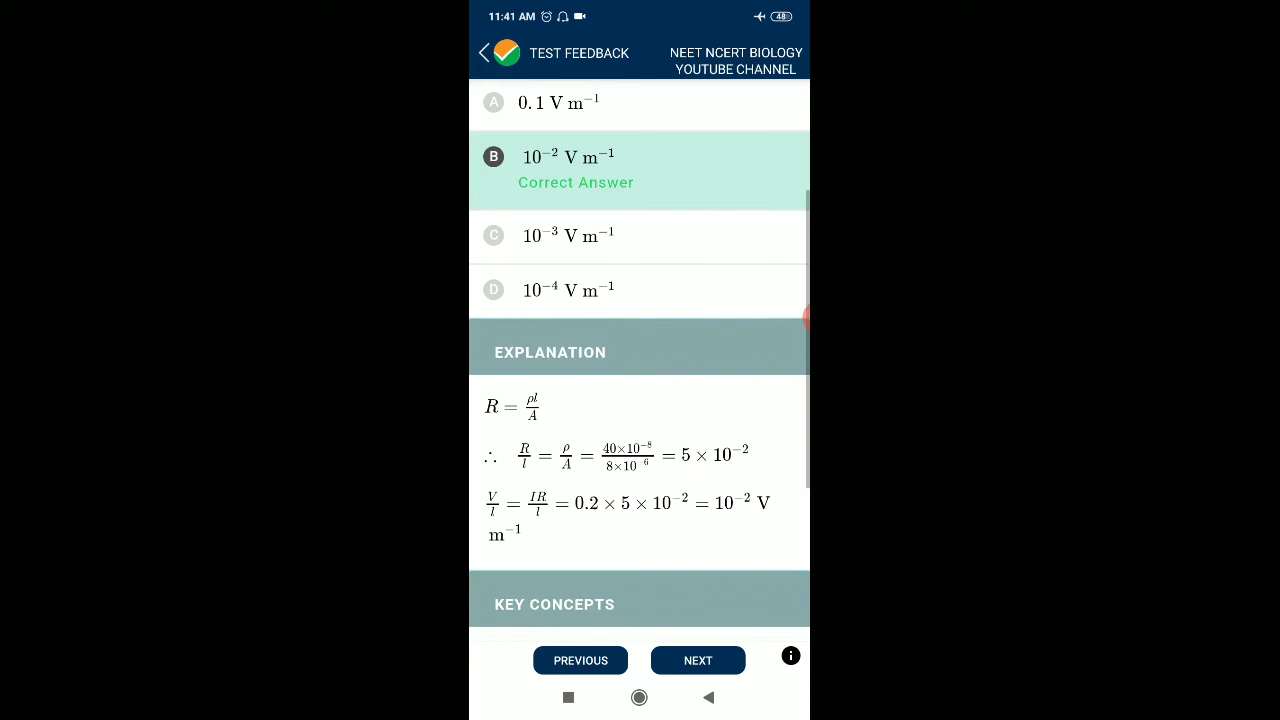 11:41 AM 48
TEST FEEDBACK
NEET NCERT BIOLOGY
YOUTUBE CHANNEL
A 0.1 V m⁻¹
B 10⁻² V m⁻¹
Correct Answer
C 10⁻³ V m⁻¹
D 10⁻⁴ V m⁻¹
EXPLANATION
R = ρl/A
∴ R/l = ρ/A = 40×10⁻⁸/8×10⁻⁶ = 5 × 10⁻²
V/l = IR/l = 0.2 × 5 × 10⁻² = 10⁻² V
m⁻¹
KEY CONCEPTS
PREVIOUS NEXT i